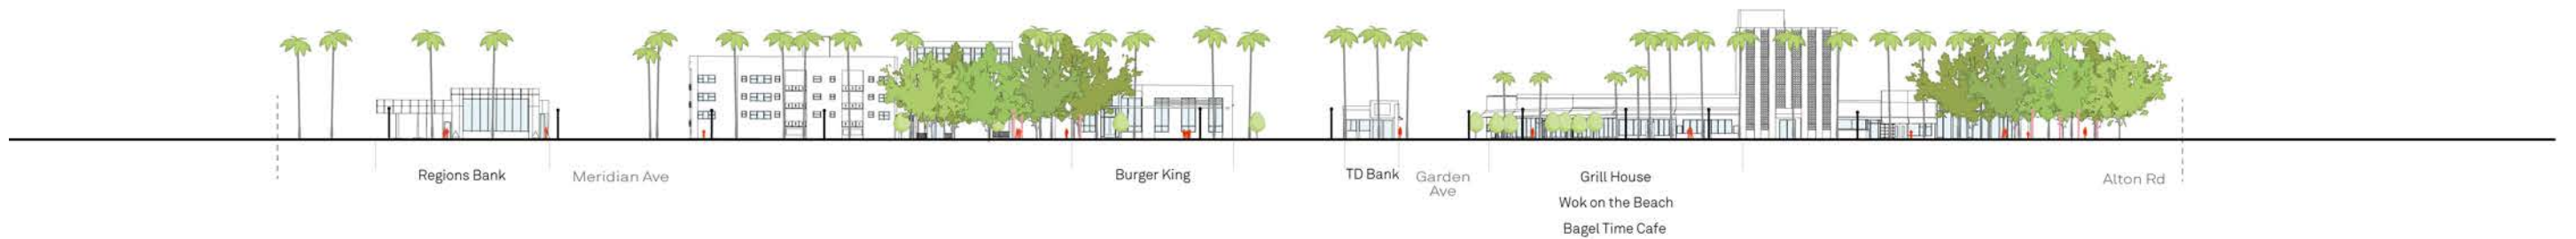 Regions Bank
Meridian Ave
Burger King
TD Bank
Garden
Ave
Grill House
Wok on the Beach
Bagel Time Cafe
Alton Rd